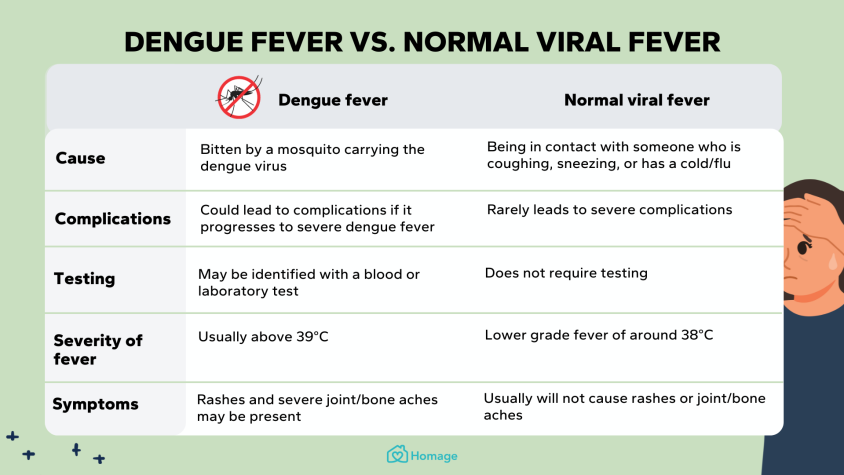 DENGUE FEVER VS. NORMAL VIRAL FEVER
Dengue fever
Normal viral fever
Cause
Bitten by a mosquito carrying the
dengue virus
Being in contact with someone who is
coughing, sneezing, or has a cold/flu
Complications
Could lead to complications if it
progresses to severe dengue fever
Rarely leads to severe complications
Testing
May be identified with a blood or
laboratory test
Does not require testing
Severity of
fever
Usually above 39°C
Lower grade fever of around 38°C
Symptoms
Rashes and severe joint/bone aches
may be present
Usually will not cause rashes or joint/bone
aches
Homage